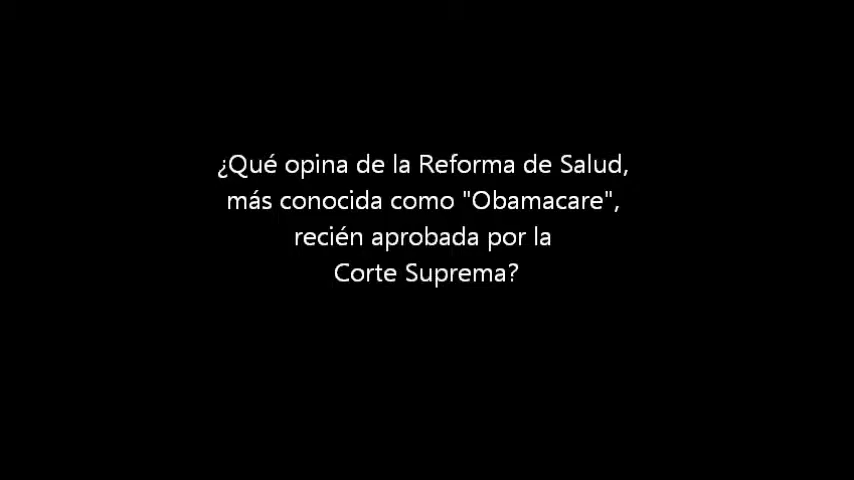 ¿Qué opina de la Reforma de Salud,
más conocida como "Obamacare",
recién aprobada por la
Corte Suprema?